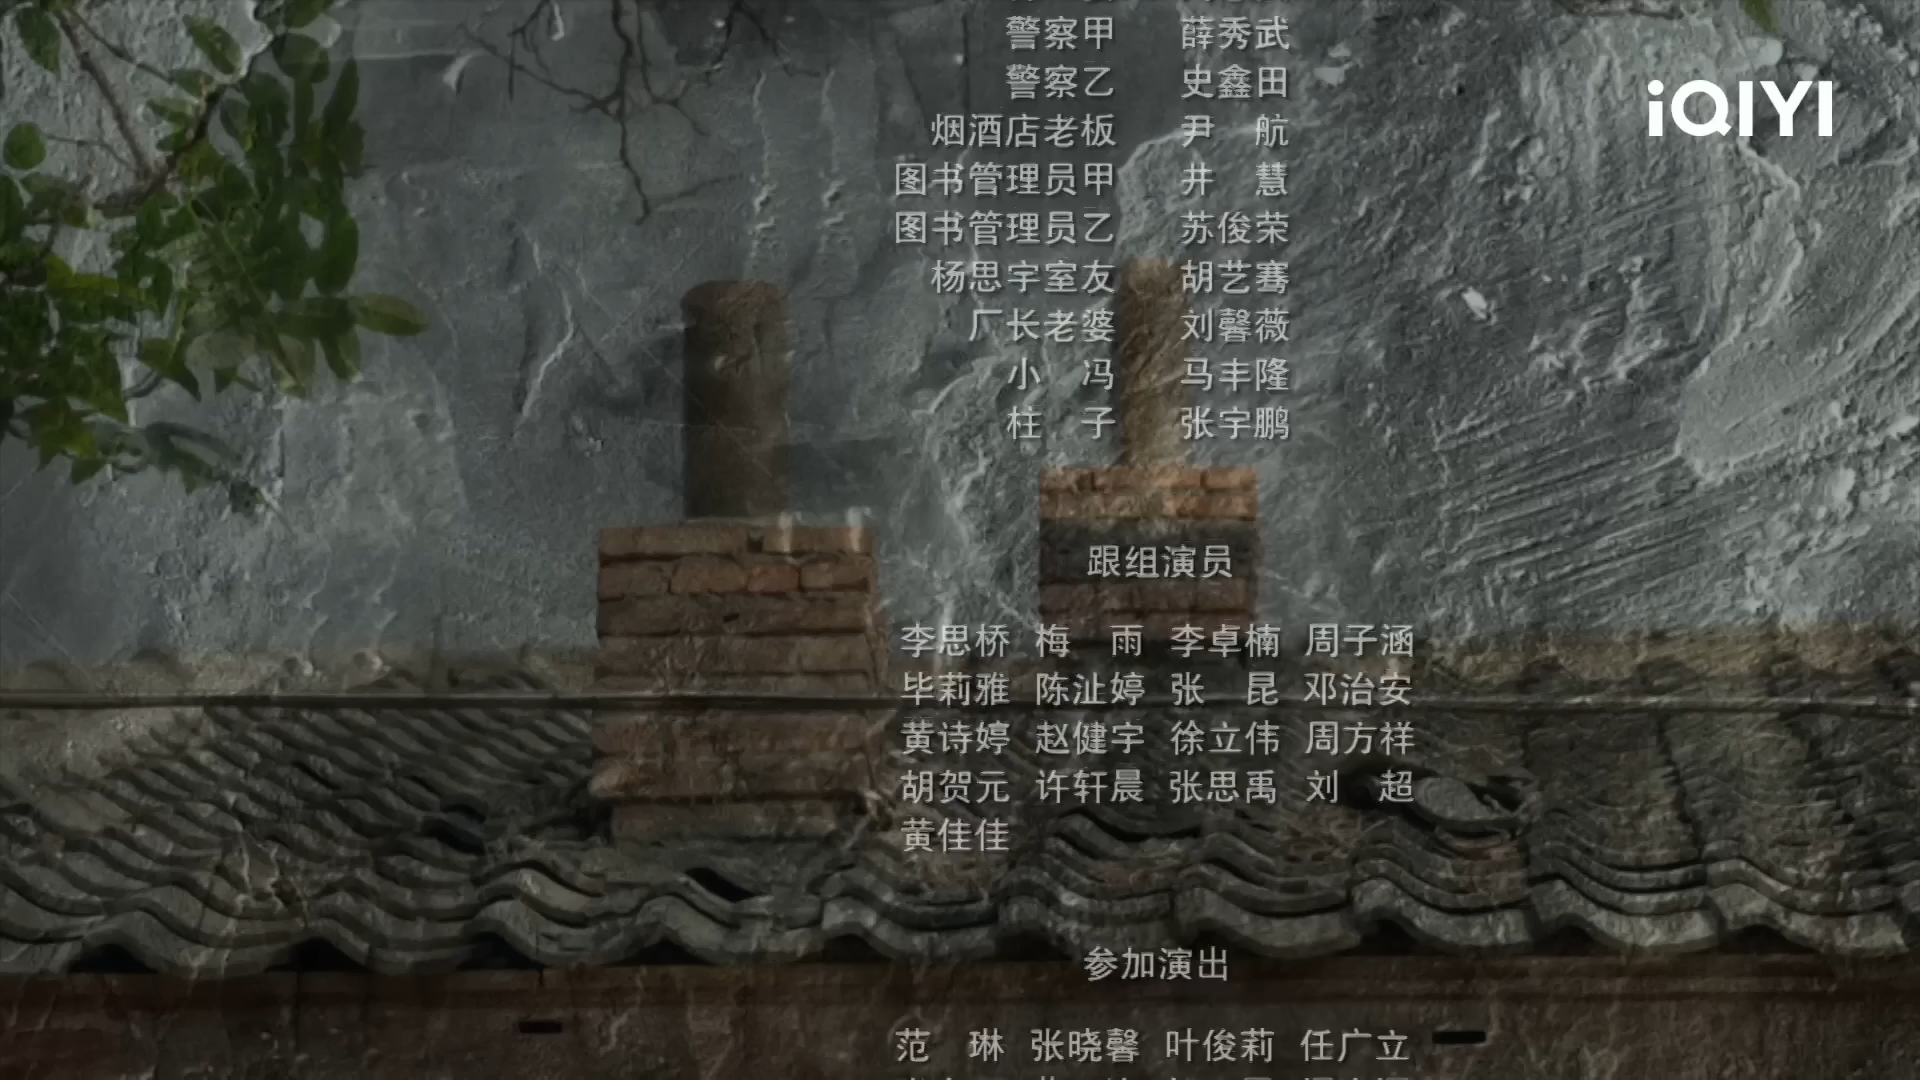 警察甲 薛秀武
iQIYI
警察乙 史鑫田
烟酒店老板 尹 航
图书管理员甲 井 慧
图书管理员乙 苏俊荣
杨思宇室友 胡艺骞
厂长老婆 刘馨薇
小 冯 马丰隆
柱 子 张宇鹏
跟组演员
李思桥 梅 雨 李卓楠 周子涵
毕莉雅 陈沚婷 张 昆 邓治安
黄诗婷 赵健宇 徐立伟 周方祥
胡贺元 许轩晨 张思禹 刘 超
黄佳佳
参加演出
范 琳 张晓馨 叶俊莉 任广立